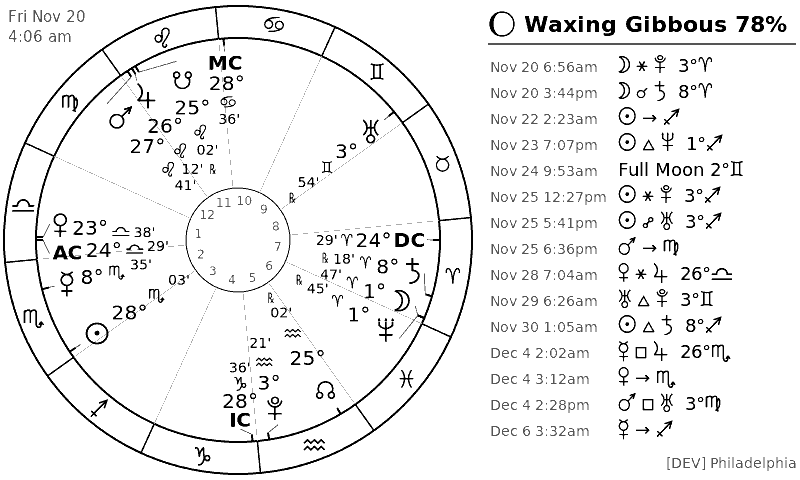 Fri Nov 20
4:06 am
MC
28°
♋
36'
☋
25°
♌
02'
♃
26°
♌
12' ℞
♂
27°
♌
41'
♅
3°
♊
54'
℞
♀ 23° ♎ 38'
AC 24° ♎ 29'
☿ 8° ♏ 35'
☉ 28° ♏ 03'
29' ♈ 24° DC
℞ 18' ♈ 8° ♄
47' ♈ 1° ☽
℞ 45' ♈ 1° ♆
℞
02'
♒
25°
☊
21'
♒
3°
♇
36'
♑
28°
IC
1 2 3 4 5 6 7 8 9 10 11 12
♌ ♋ ♊ ♉ ♈ ♓ ♒ ♑ ♐ ♏ ♎ ♍
Waxing Gibbous 78%
Nov 20 6:56am ☽ ⚹ ⯓ 3°♈
Nov 20 3:44pm ☽ ☌ ♄ 8°♈
Nov 22 2:23am ☉ → ♐
Nov 23 7:07pm ☉ △ ♆ 1°♐
Nov 24 9:53am Full Moon 2°♊
Nov 25 12:27pm ☉ ⚹ ⯓ 3°♐
Nov 25 5:41pm ☉ ☍ ♅ 3°♐
Nov 25 6:36pm ♂ → ♍
Nov 28 7:04am ♀ ⚹ ♃ 26°♎
Nov 29 6:26am ♅ △ ⯓ 3°♊
Nov 30 1:05am ☉ △ ♄ 8°♐
Dec 4 2:02am ☿ □ ♃ 26°♏
Dec 4 3:12am ♀ → ♏
Dec 4 2:28pm ♂ □ ♅ 3°♍
Dec 6 3:32am ☿ → ♐
[DEV] Philadelphia